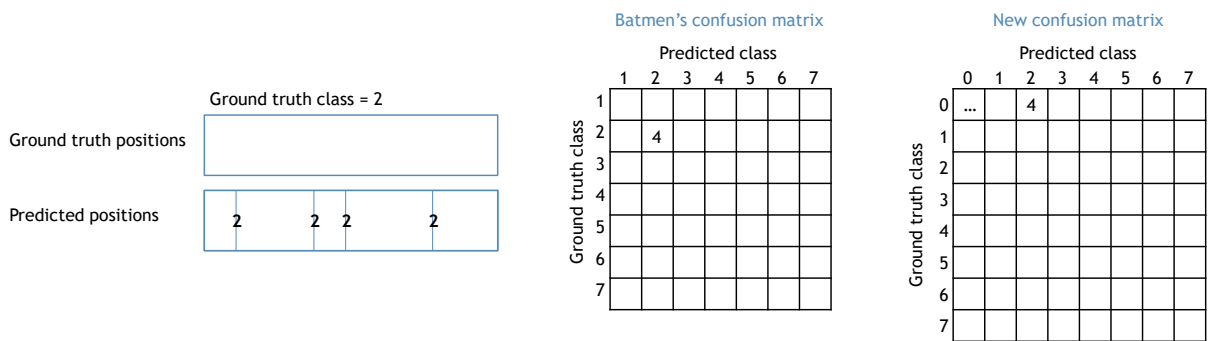 Batmen's confusion matrix
New confusion matrix
Ground truth class = 2
Ground truth positions
Predicted positions
2 2 2 2
Predicted class
1 2 3 4 5 6 7
Ground truth class
1
2 4
3
4
5
6
7
Predicted class
0 1 2 3 4 5 6 7
Ground truth class
0 ... 4
1
2
3
4
5
6
7